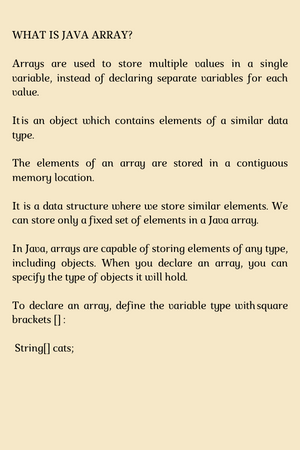 WHAT IS JAVA ARRAY?
Arrays are used to store multiple values in a single
variable, instead of declaring separate variables for each
value.
It is an object which contains elements of a similar data
type.
The elements of an array are stored in a contiguous
memory location.
It is a data structure where we store similar elements. We
can store only a fixed set of elements in a Java array.
In Java, arrays are capable of storing elements of any type,
including objects. When you declare an array, you can
specify the type of objects it will hold.
To declare an array, define the variable type with square
brackets [] :
String[] cats;